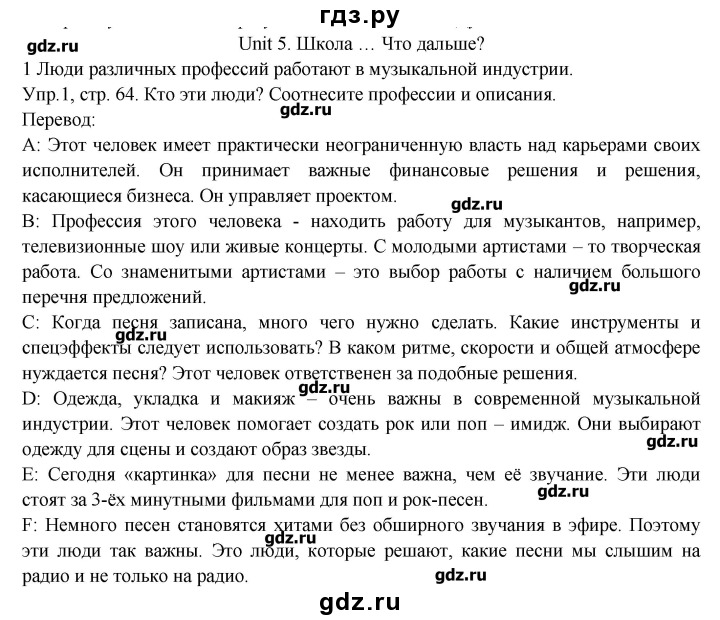 гдз.ру
gdz.ru
Unit 5. Школа … Что дальше?
1 Люди различных профессий работают в музыкальной индустрии.
gdz.ru
Упр.1, стр. 64. Кто эти люди? Соотнесите профессии и описания.
gdz.ru
Перевод:
A: Этот человек имеет практически неограниченную власть над карьерами своих
исполнителей. Он принимает важные финансовые решения и решения,
касающиеся бизнеса. Он управляет проектом.
gdz.ru
B: Профессия этого человека - находить работу для музыкантов, например,
телевизионные шоу или живые концерты. С молодыми артистами – то творческая
работа. Со знаменитыми артистами – это выбор работы с наличием большого
gdz.ru
перечня предложений.
C: Когда песня записана, много чего нужно сделать. Какие инструменты и
gdz.ru
спецэффекты следует использовать? В каком ритме, скорости и общей атмосфере
нуждается песня? Этот человек ответственен за подобные решения.
gdz.ru
D: Одежда, укладка и макияж – очень важны в современной музыкальной
индустрии. Этот человек помогает создать рок или поп – имидж. Они выбирают
одежду для сцены и создают образ звезды.
gdz.ru
E: Сегодня «картинка» для песни не менее важна, чем её звучание. Эти люди
стоят за 3-ёх минутными фильмами для поп и рок-песен.
gdz.ru
F: Немного песен становятся хитами без обширного звучания в эфире. Поэтому
gdz.ru
эти люди так важны. Это люди, которые решают, какие песни мы слышим на
радио и не только на радио.
gdz.ru
gdz.ru